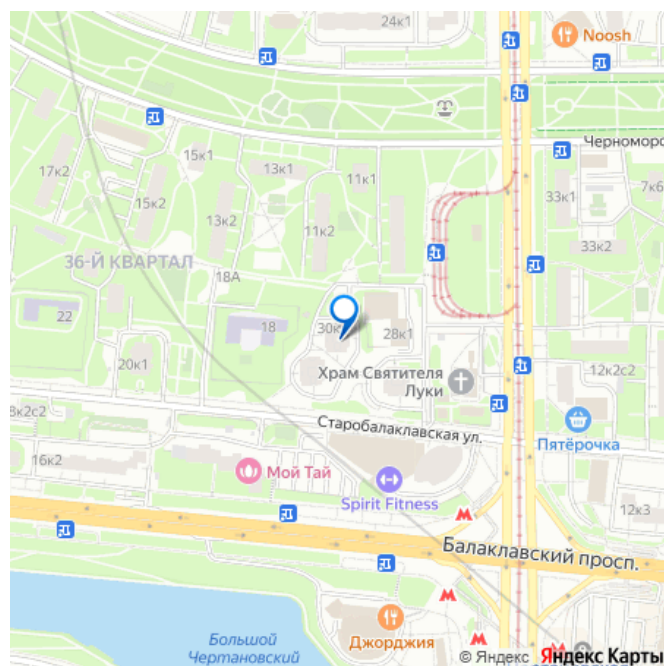 24к1
Noosh
Черномор
15к1
13к1
11к1
17к2
15к2
33к1
7к6
13к2
11к2
33к2
36-Й КВАРТАЛ
18А
22
18
30к
28к1
20к1
Храм Святителя
Луки
12к2с2
8к2с2
Старобалаклавская ул.
Пятёрочка
16к2
Мой Тай
Spirit Fitness
12к3
Балаклавский просп.
Большой
Чертановский
Джорджия
© Яндекс Яндекс Карты